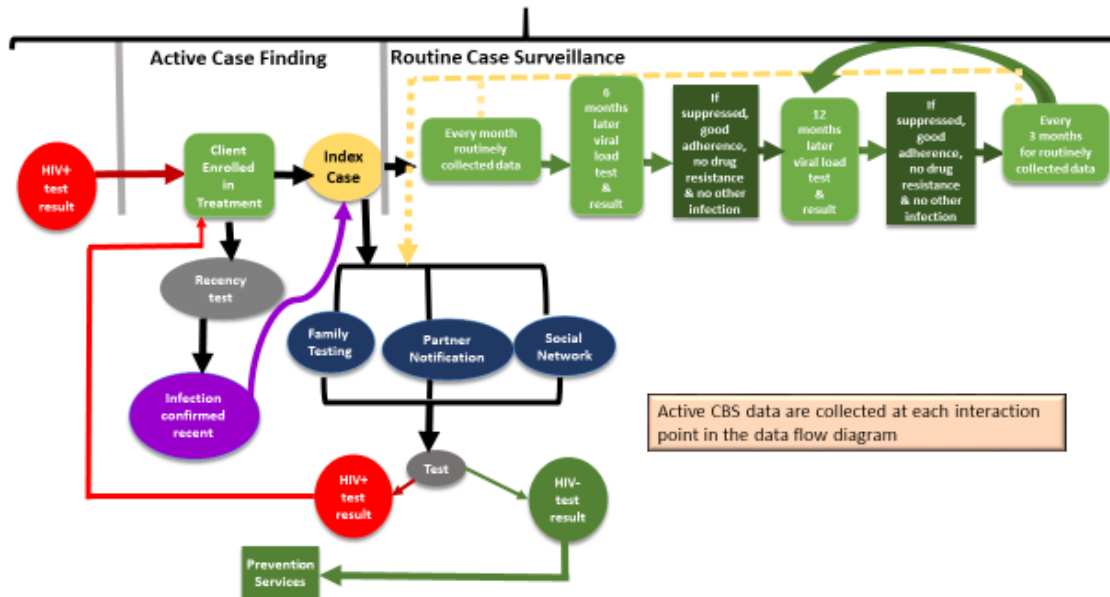 Active Case Finding
Routine Case Surveillance
HIV+
test
result
Client
Enrolled
in
Treatment
Index
Case
Every month
routinely
collected data
6
months
later
viral
load
test
&
result
If
suppressed,
good
adherence,
no drug
resistance
& no other
infection
12
months
later
viral load
test
&
result
If
suppressed,
good
adherence,
no drug
resistance
& no other
infection
Every
3 months
for routinely
collected data
Recency
test
Infection
confirmed
recent
Family
Testing
Partner
Notification
Social
Network
Active CBS data are collected at each interaction
point in the data flow diagram
Test
HIV+
test
result
HIV-
test
result
Prevention
Services